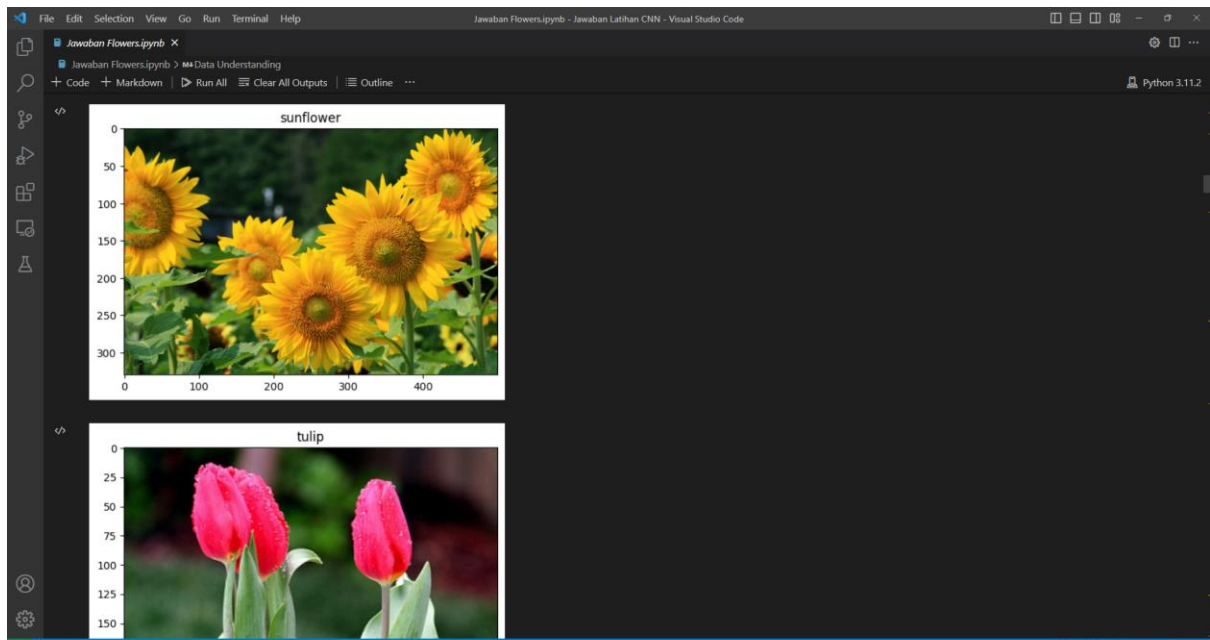 File Edit Selection View Go Run Terminal Help
Jawaban Flowers.ipynb - Jawaban Latihan CNN - Visual Studio Code
Jawaban Flowers.ipynb
Jawaban Flowers.ipynb > M↓Data Understanding
+ Code + Markdown | Run All Clear All Outputs | Outline ...
Python 3.11.2
sunflower
0
50
100
150
200
250
300
0 100 200 300 400
tulip
0
25
50
75
100
125
150